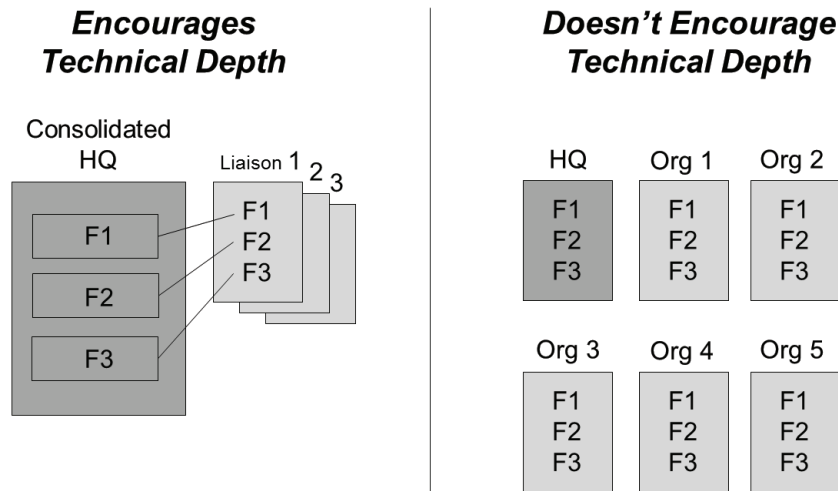 Encourages
Technical Depth
Consolidated
HQ
F1
F2
F3
Liaison 1
2
3
F1
F2
F3
Doesn't Encourage
Technical Depth
HQ
F1
F2
F3
Org 1
F1
F2
F3
Org 2
F1
F2
F3
Org 3
F1
F2
F3
Org 4
F1
F2
F3
Org 5
F1
F2
F3